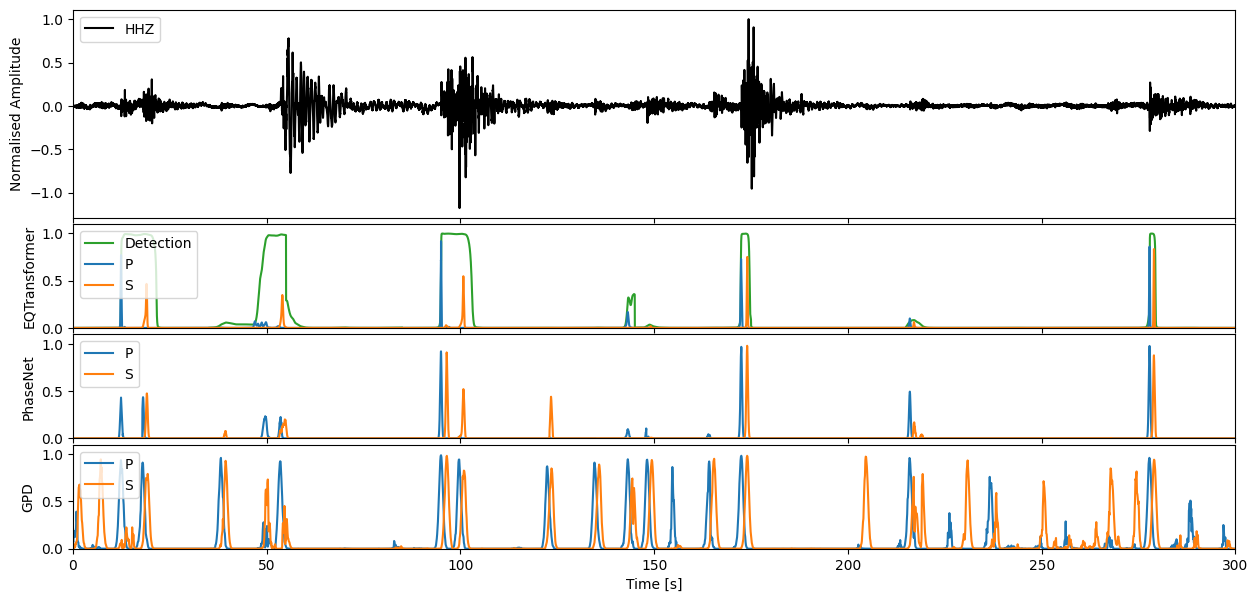 Normalised Amplitude
1.0
0.5
0.0
−0.5
−1.0
HHZ
EQTransformer
1.0
0.5
0.0
Detection
P
S
PhaseNet
1.0
0.5
0.0
P
S
GPD
1.0
0.5
0.0
P
S
0 50 100 150 200 250 300
Time [s]